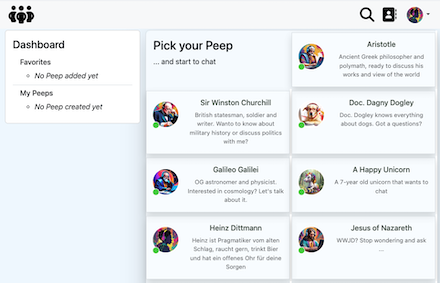 Dashboard
Favorites
No Peep added yet
My Peeps
No Peep created yet
Pick your Peep
... and start to chat
Aristotle
Ancient Greek philosopher and
polymath, ready to discuss his
works and view of the world
Sir Winston Churchill
British statesman, soldier and
writer. Wanto to know about
military history or discuss politics
with me?
Doc. Dagny Dogley
Doc. Dogley knows everything
about dogs. Got a questions?
Galileo Galilei
OG astronomer and physicist.
Interested in cosmology? Let's talk
about it.
A Happy Unicorn
A 7-year old unicorn that wants to
chat
Heinz Dittmann
Heinz ist Pragmatiker vom alten
Schlag, raucht gern, trinkt Bier
und hat ein offenes Ohr für deine
Sorgen
Jesus of Nazareth
WWJD? Stop wondering and ask
...